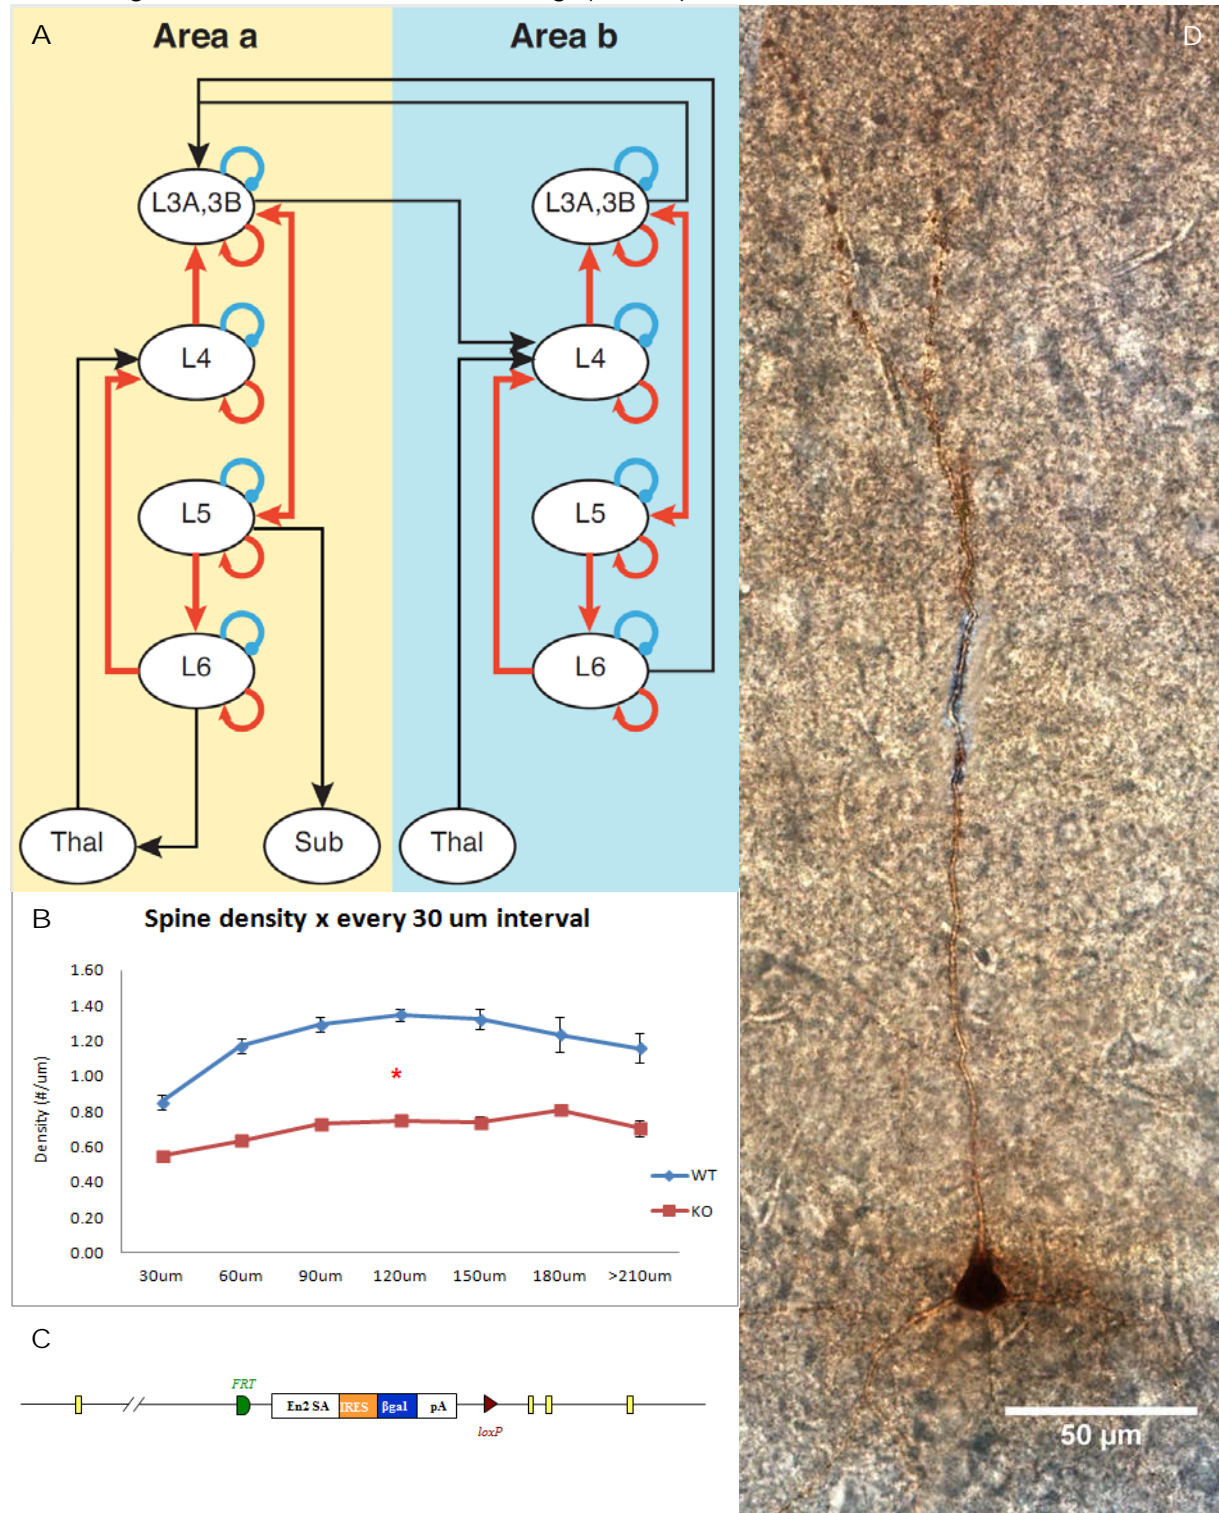 A
Area a
Area b
D
L3A,3B
L3A,3B
L4
L4
L5
L5
L6
L6
Thal
Sub
Thal
B
Spine density x every 30 um interval
Density (#/um)
1.60
1.40
1.20
1.00
0.80
0.60
0.40
0.20
0.00
*
WT
KO
30um 60um 90um 120um 150um 180um >210um
C
FRT
En2 SA IRES βgal pA
loxP
50 µm